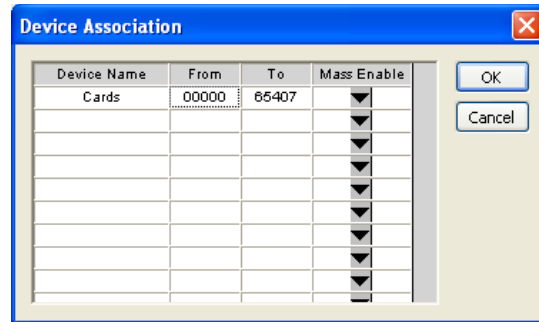 Device Association
Device Name From To Mass Enable
Cards 00000 65407
OK
Cancel